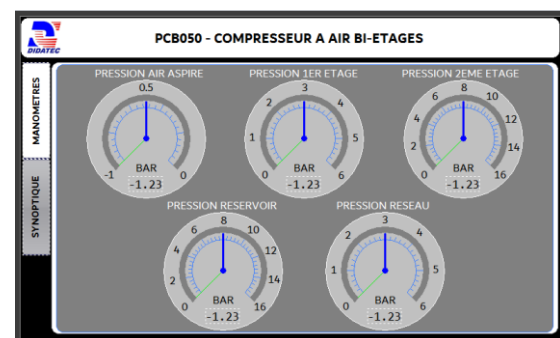 DIDATEC
PCB050 - COMPRESSEUR A AIR BI-ETAGES
MANOMETRES
SYNOPTIQUE
PRESSION AIR ASPIRE
0.5
-1
0
BAR
-1.23
PRESSION 1ER ETAGE
0
1
2
3
4
5
6
BAR
-1.23
PRESSION 2EME ETAGE
0
2
4
6
8
10
12
14
16
BAR
-1.23
PRESSION RESERVOIR
0
2
4
6
8
10
12
14
16
BAR
-1.23
PRESSION RESEAU
0
1
2
3
4
5
6
BAR
-1.23